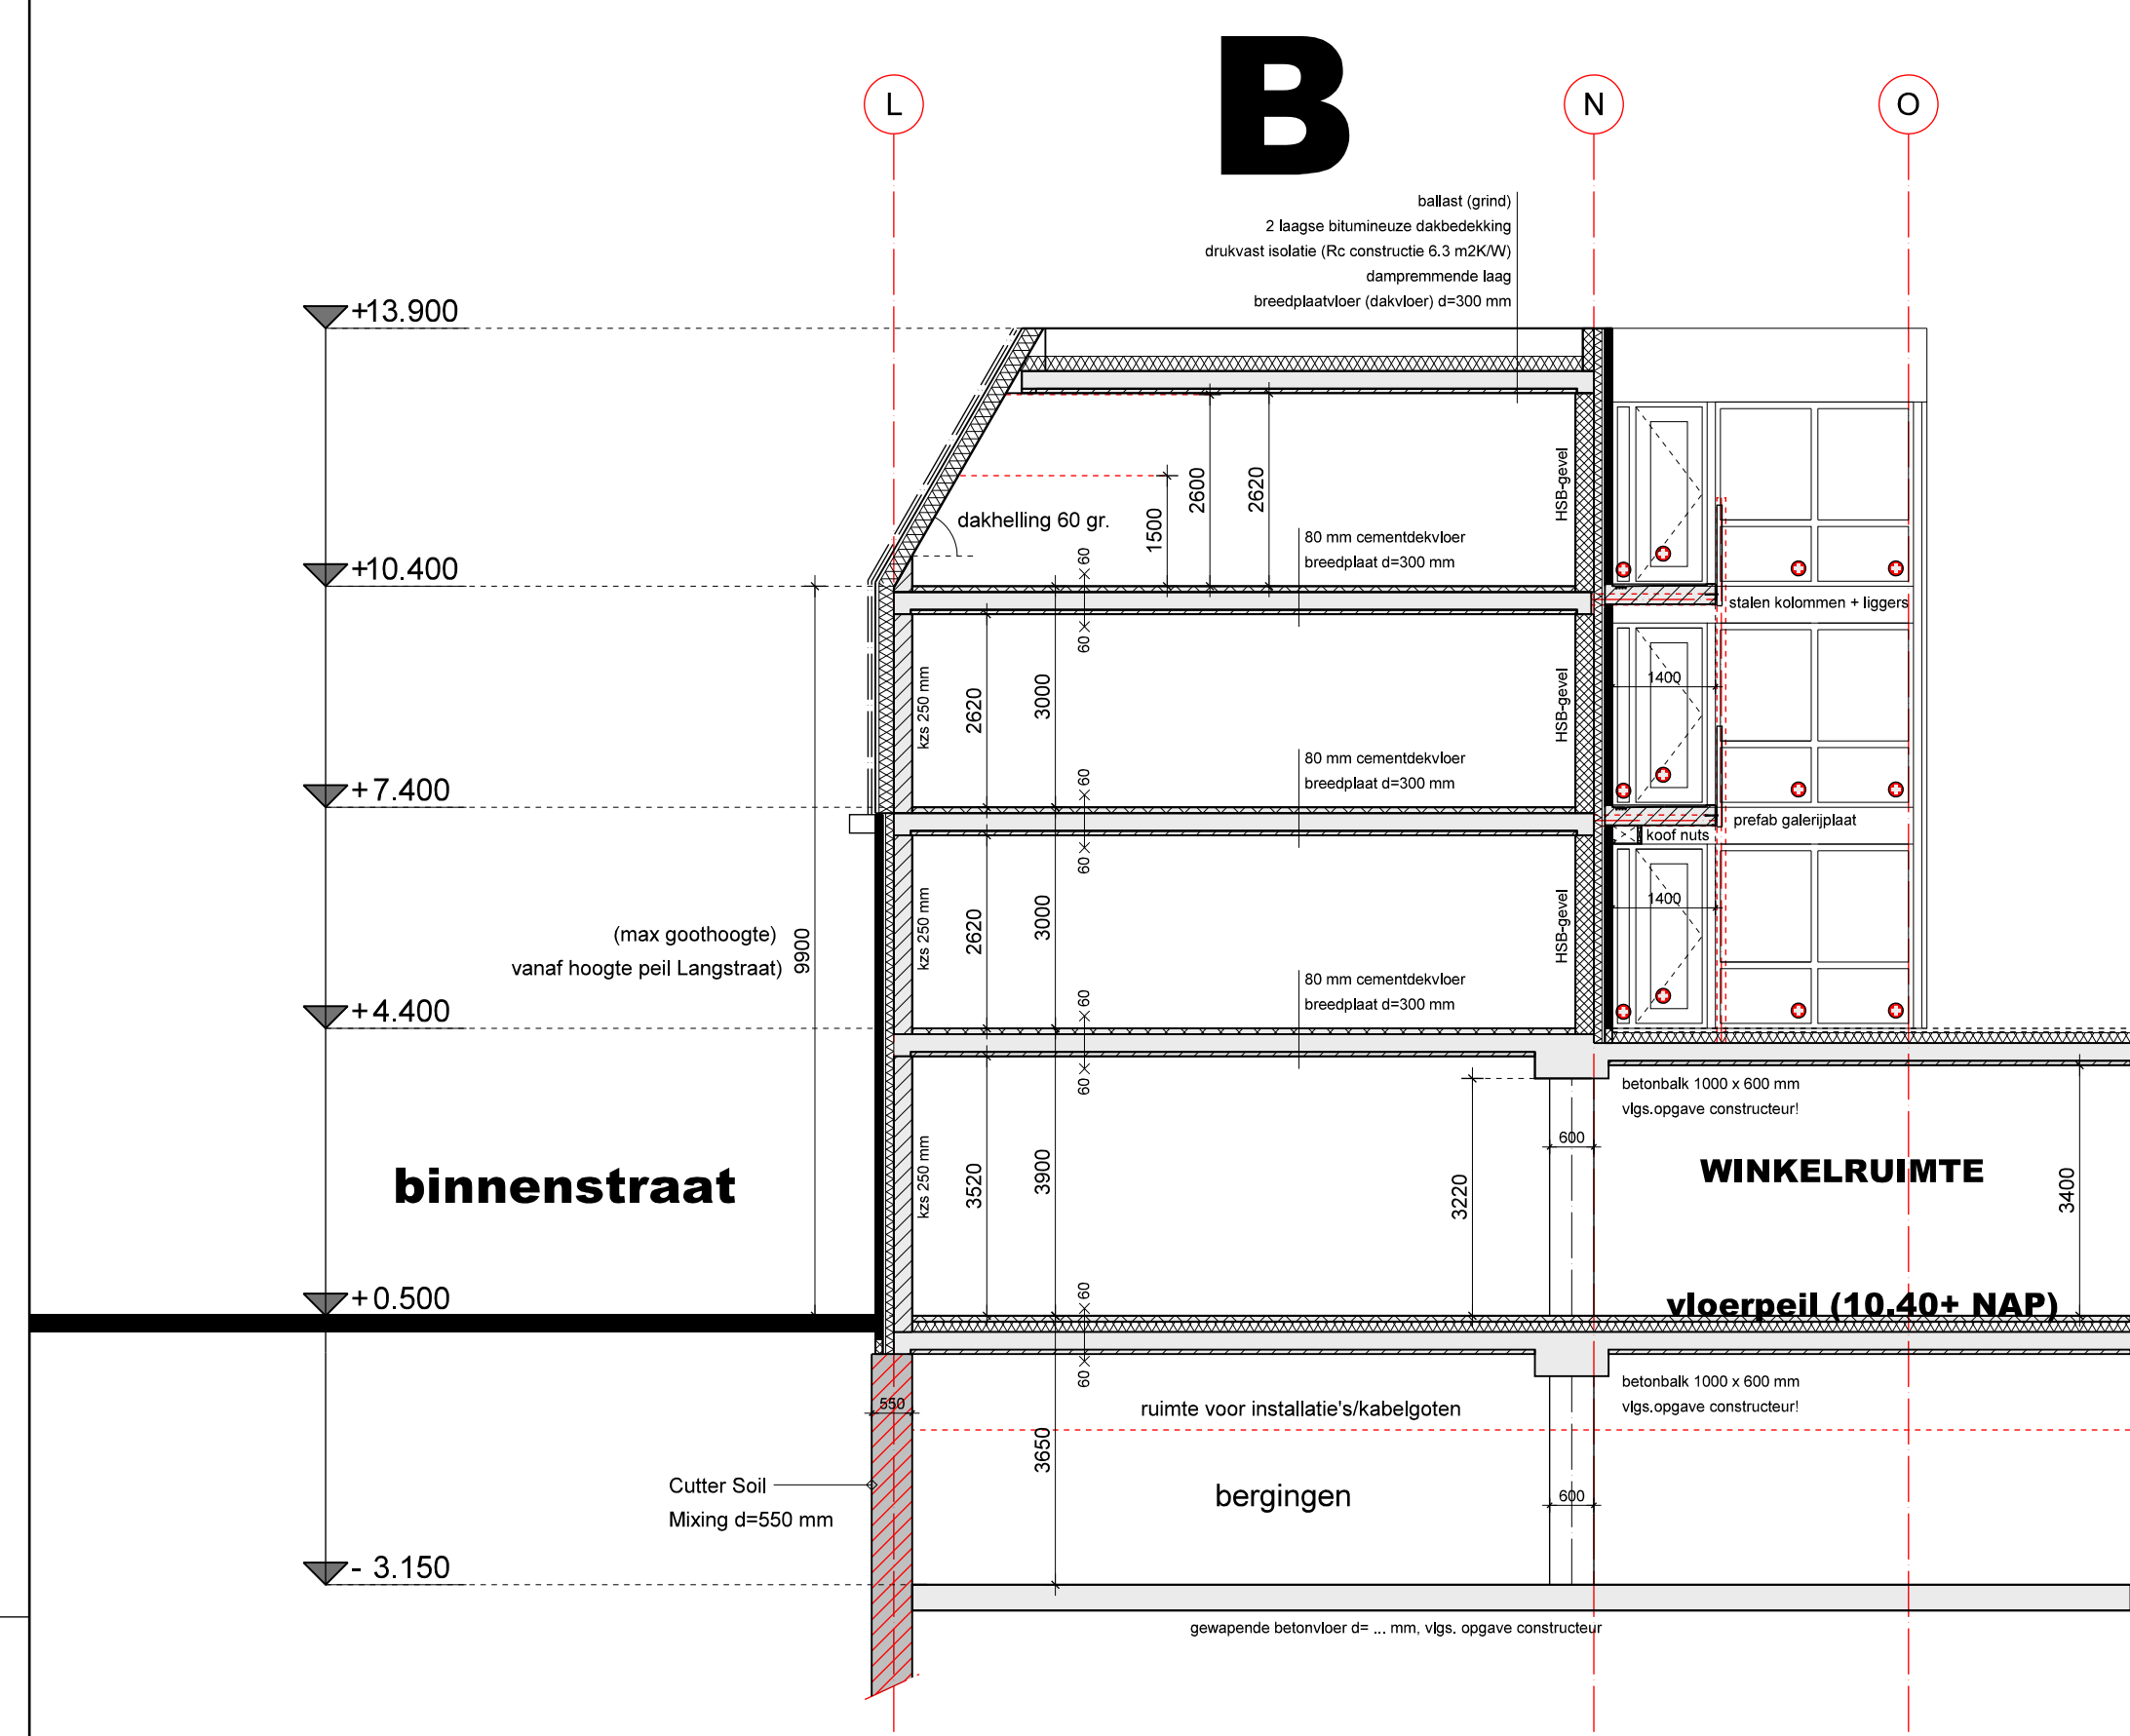 B
L
N
O
ballast (grind)
2 laagse bitumineuze dakbedekking
drukvast isolatie (Rc constructie 6.3 m2K/W)
dampremmende laag
breedplaatvloer (dakvloer) d=300 mm
+13.900
dakhelling 60 gr.
1500
2600
2620
HSB-gevel
80 mm cementdekvloer
breedplaat d=300 mm
+10.400
60
60
stalen kolommen + liggers
kzs 250 mm
2620
3000
HSB-gevel
1400
80 mm cementdekvloer
breedplaat d=300 mm
+7.400
60
60
prefab galerijplaat
koof nuts
(max goothoogte)
vanaf hoogte peil Langstraat)
9900
kzs 250 mm
2620
3000
HSB-gevel
1400
80 mm cementdekvloer
breedplaat d=300 mm
+4.400
60
60
betonbalk 1000 x 600 mm
vlgs.opgave constructeur!
600
binnenstraat
kzs 250 mm
3520
3900
3220
WINKELRUIMTE
3400
vloerpeil (10.40+ NAP)
+0.500
60
60
betonbalk 1000 x 600 mm
vlgs.opgave constructeur!
550
ruimte voor installatie's/kabelgoten
3650
Cutter Soil
Mixing d=550 mm
bergingen
600
- 3.150
gewapende betonvloer d= ... mm, vlgs. opgave constructeur